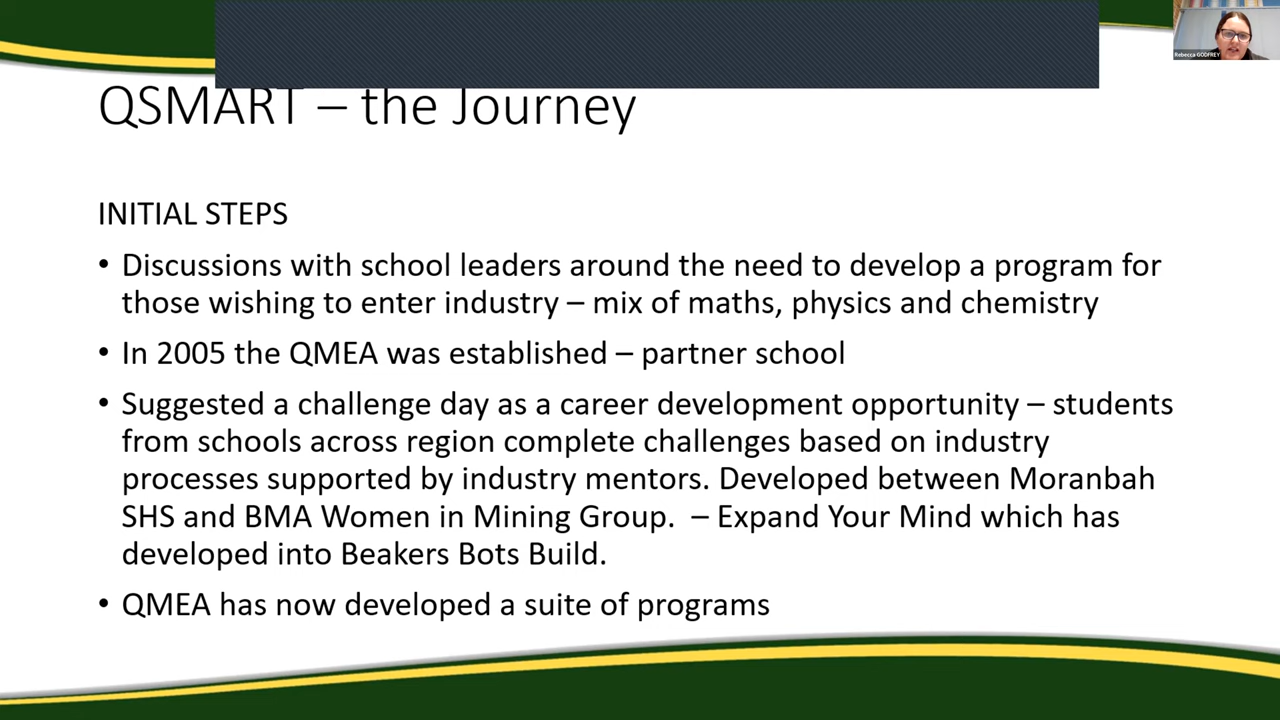 Rebecca GODFREY
QSMART – the Journey
INITIAL STEPS
• Discussions with school leaders around the need to develop a program for
those wishing to enter industry – mix of maths, physics and chemistry
• In 2005 the QMEA was established – partner school
• Suggested a challenge day as a career development opportunity – students
from schools across region complete challenges based on industry
processes supported by industry mentors. Developed between Moranbah
SHS and BMA Women in Mining Group. – Expand Your Mind which has
developed into Beakers Bots Build.
• QMEA has now developed a suite of programs